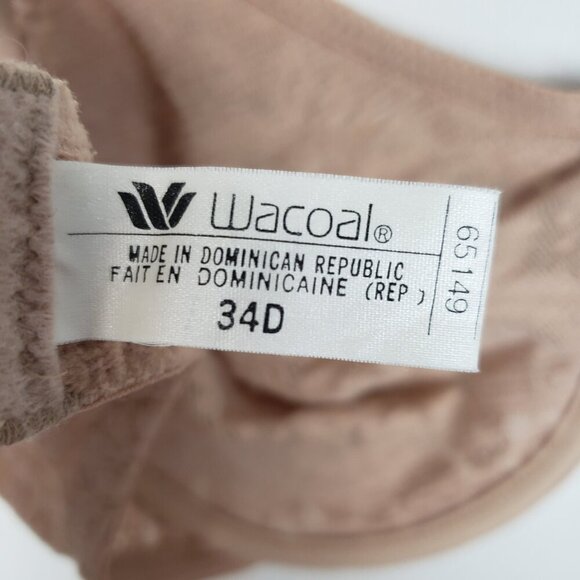 Wacoal®
MADE IN DOMINICAN REPUBLIC
FAIT EN DOMINICAINE (REP)
34D
65149